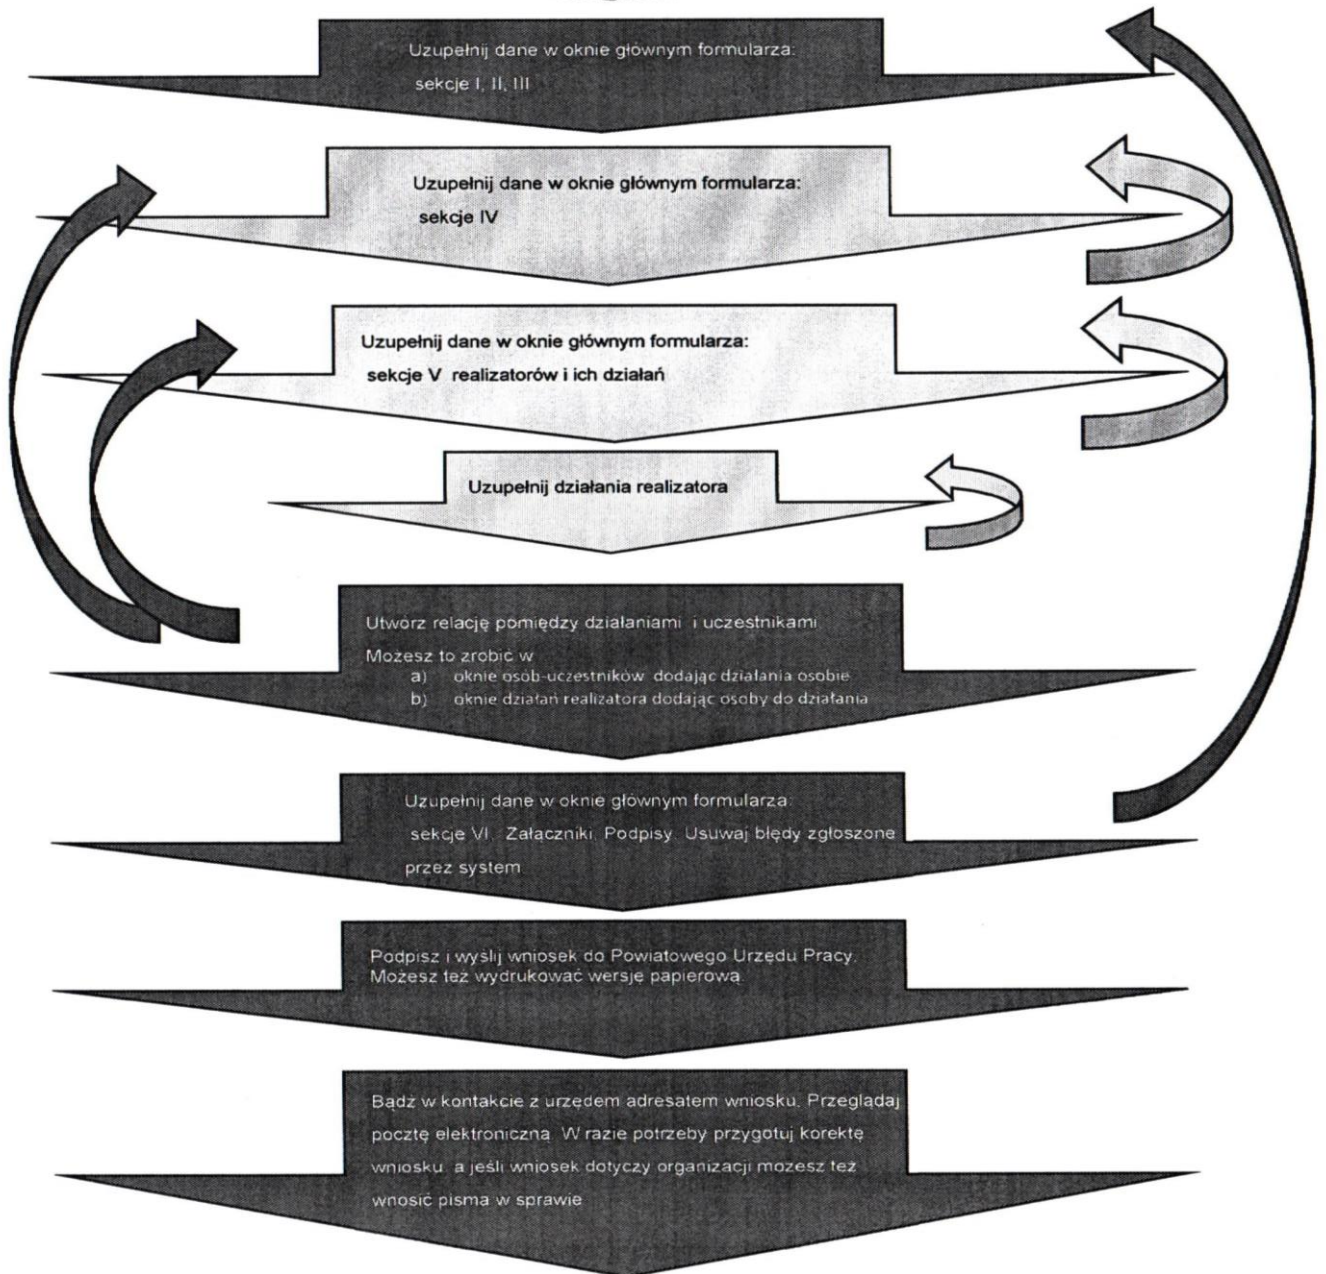 Uzupełnij dane w oknie głównym formularza:
sekcje I, II, III
Uzupełnij dane w oknie głównym formularza:
sekcje IV
Uzupełnij dane w oknie głównym formularza:
sekcje V realizatorów i ich działań
Uzupełnij działania realizatora
Utwórz relację pomiędzy działaniami i uczestnikami
Możesz to zrobić w
a) oknie osób-uczestników dodając działania osobie
b) oknie działań realizatora dodając osoby do działania
Uzupełnij dane w oknie głównym formularza:
sekcje VI, Załączniki, Podpisy. Usuwaj błędy zgłoszone
przez system
Podpisz i wyślij wniosek do Powiatowego Urzędu Pracy.
Możesz też wydrukować wersję papierową.
Bądź w kontakcie z urzędem adresatem wniosku. Przeglądaj
pocztę elektroniczną. W razie potrzeby przygotuj korektę
wniosku a jeśli wniosek dotyczy organizacji możesz też
wnosić pisma w sprawie